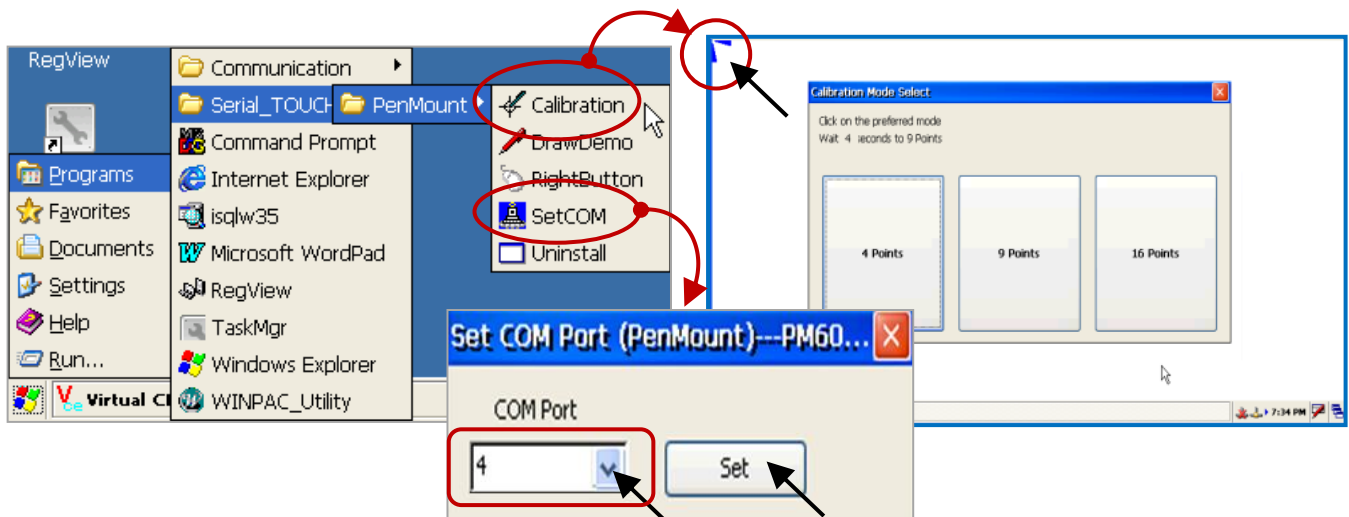 RegView
Programs
Favorites
Documents
Settings
Help
Run...
Virtual
Communication
Serial_TOUCH
Command Prompt
Internet Explorer
isqlw35
Microsoft WordPad
RegView
TaskMgr
Windows Explorer
WINPAC_Utility
PenMount
Calibration
DrawDemo
RightButton
SetCOM
Uninstall
Set COM Port (PenMount)---PM60...
COM Port
4
Set
Calibration Mode Select
Click on the preferred mode
Wait 4 seconds to 9 Points
4 Points
9 Points
16 Points
7:34 PM